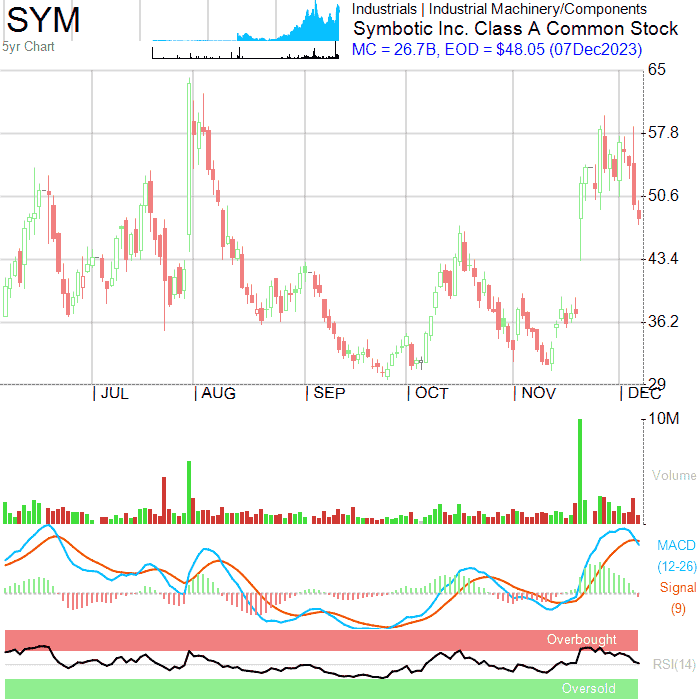 SYM
5yr Chart
Industrials | Industrial Machinery/Components
Symbotic Inc. Class A Common Stock
MC = 26.7B, EOD = $48.05 (07Dec2023)
65
57.8
50.6
43.4
36.2
29
JUL AUG SEP OCT NOV DEC
10M
Volume
MACD
(12-26)
Signal
(9)
Overbought
RSI(14)
Oversold